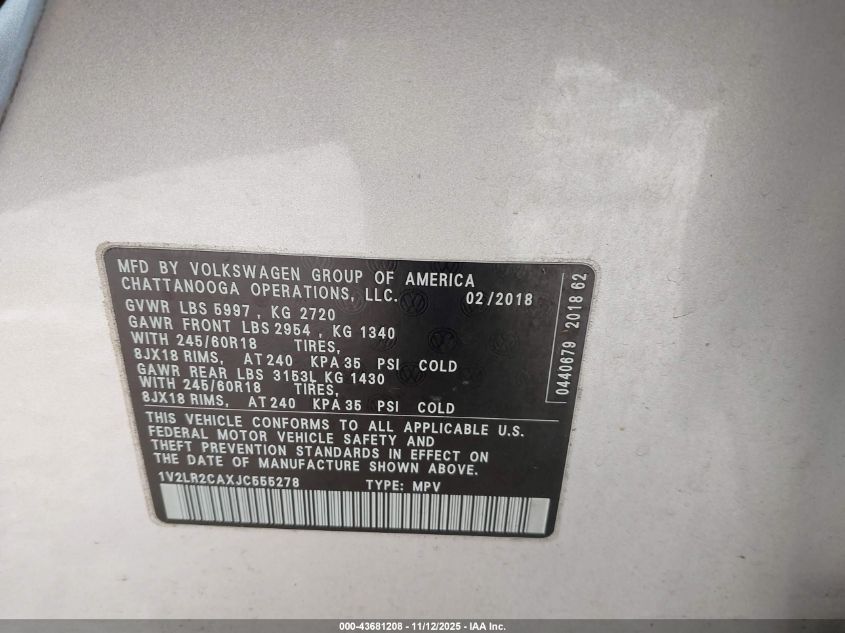 MFD BY VOLKSWAGEN GROUP OF AMERICA
CHATTANOOGA OPERATIONS, LLC. 02/2018
GVWR LBS 5997 , KG 2720
GAWR FRONT LBS 2954 , KG 1340
WITH 245/60R18 TIRES,
8JX18 RIMS, AT 240 KPA 35 PSI COLD
GAWR REAR LBS 3153L KG 1430
WITH 245/60R18 TIRES,
8JX18 RIMS, AT 240 KPA 35 PSI COLD
THIS VEHICLE CONFORMS TO ALL APPLICABLE U.S.
FEDERAL MOTOR VEHICLE SAFETY AND
THEFT PREVENTION STANDARDS IN EFFECT ON
THE DATE OF MANUFACTURE SHOWN ABOVE.
1V2LR2CAXJC555278 TYPE: MPV
0440679 2018 62
000-43681208 - 11/12/2025 - IAA Inc.